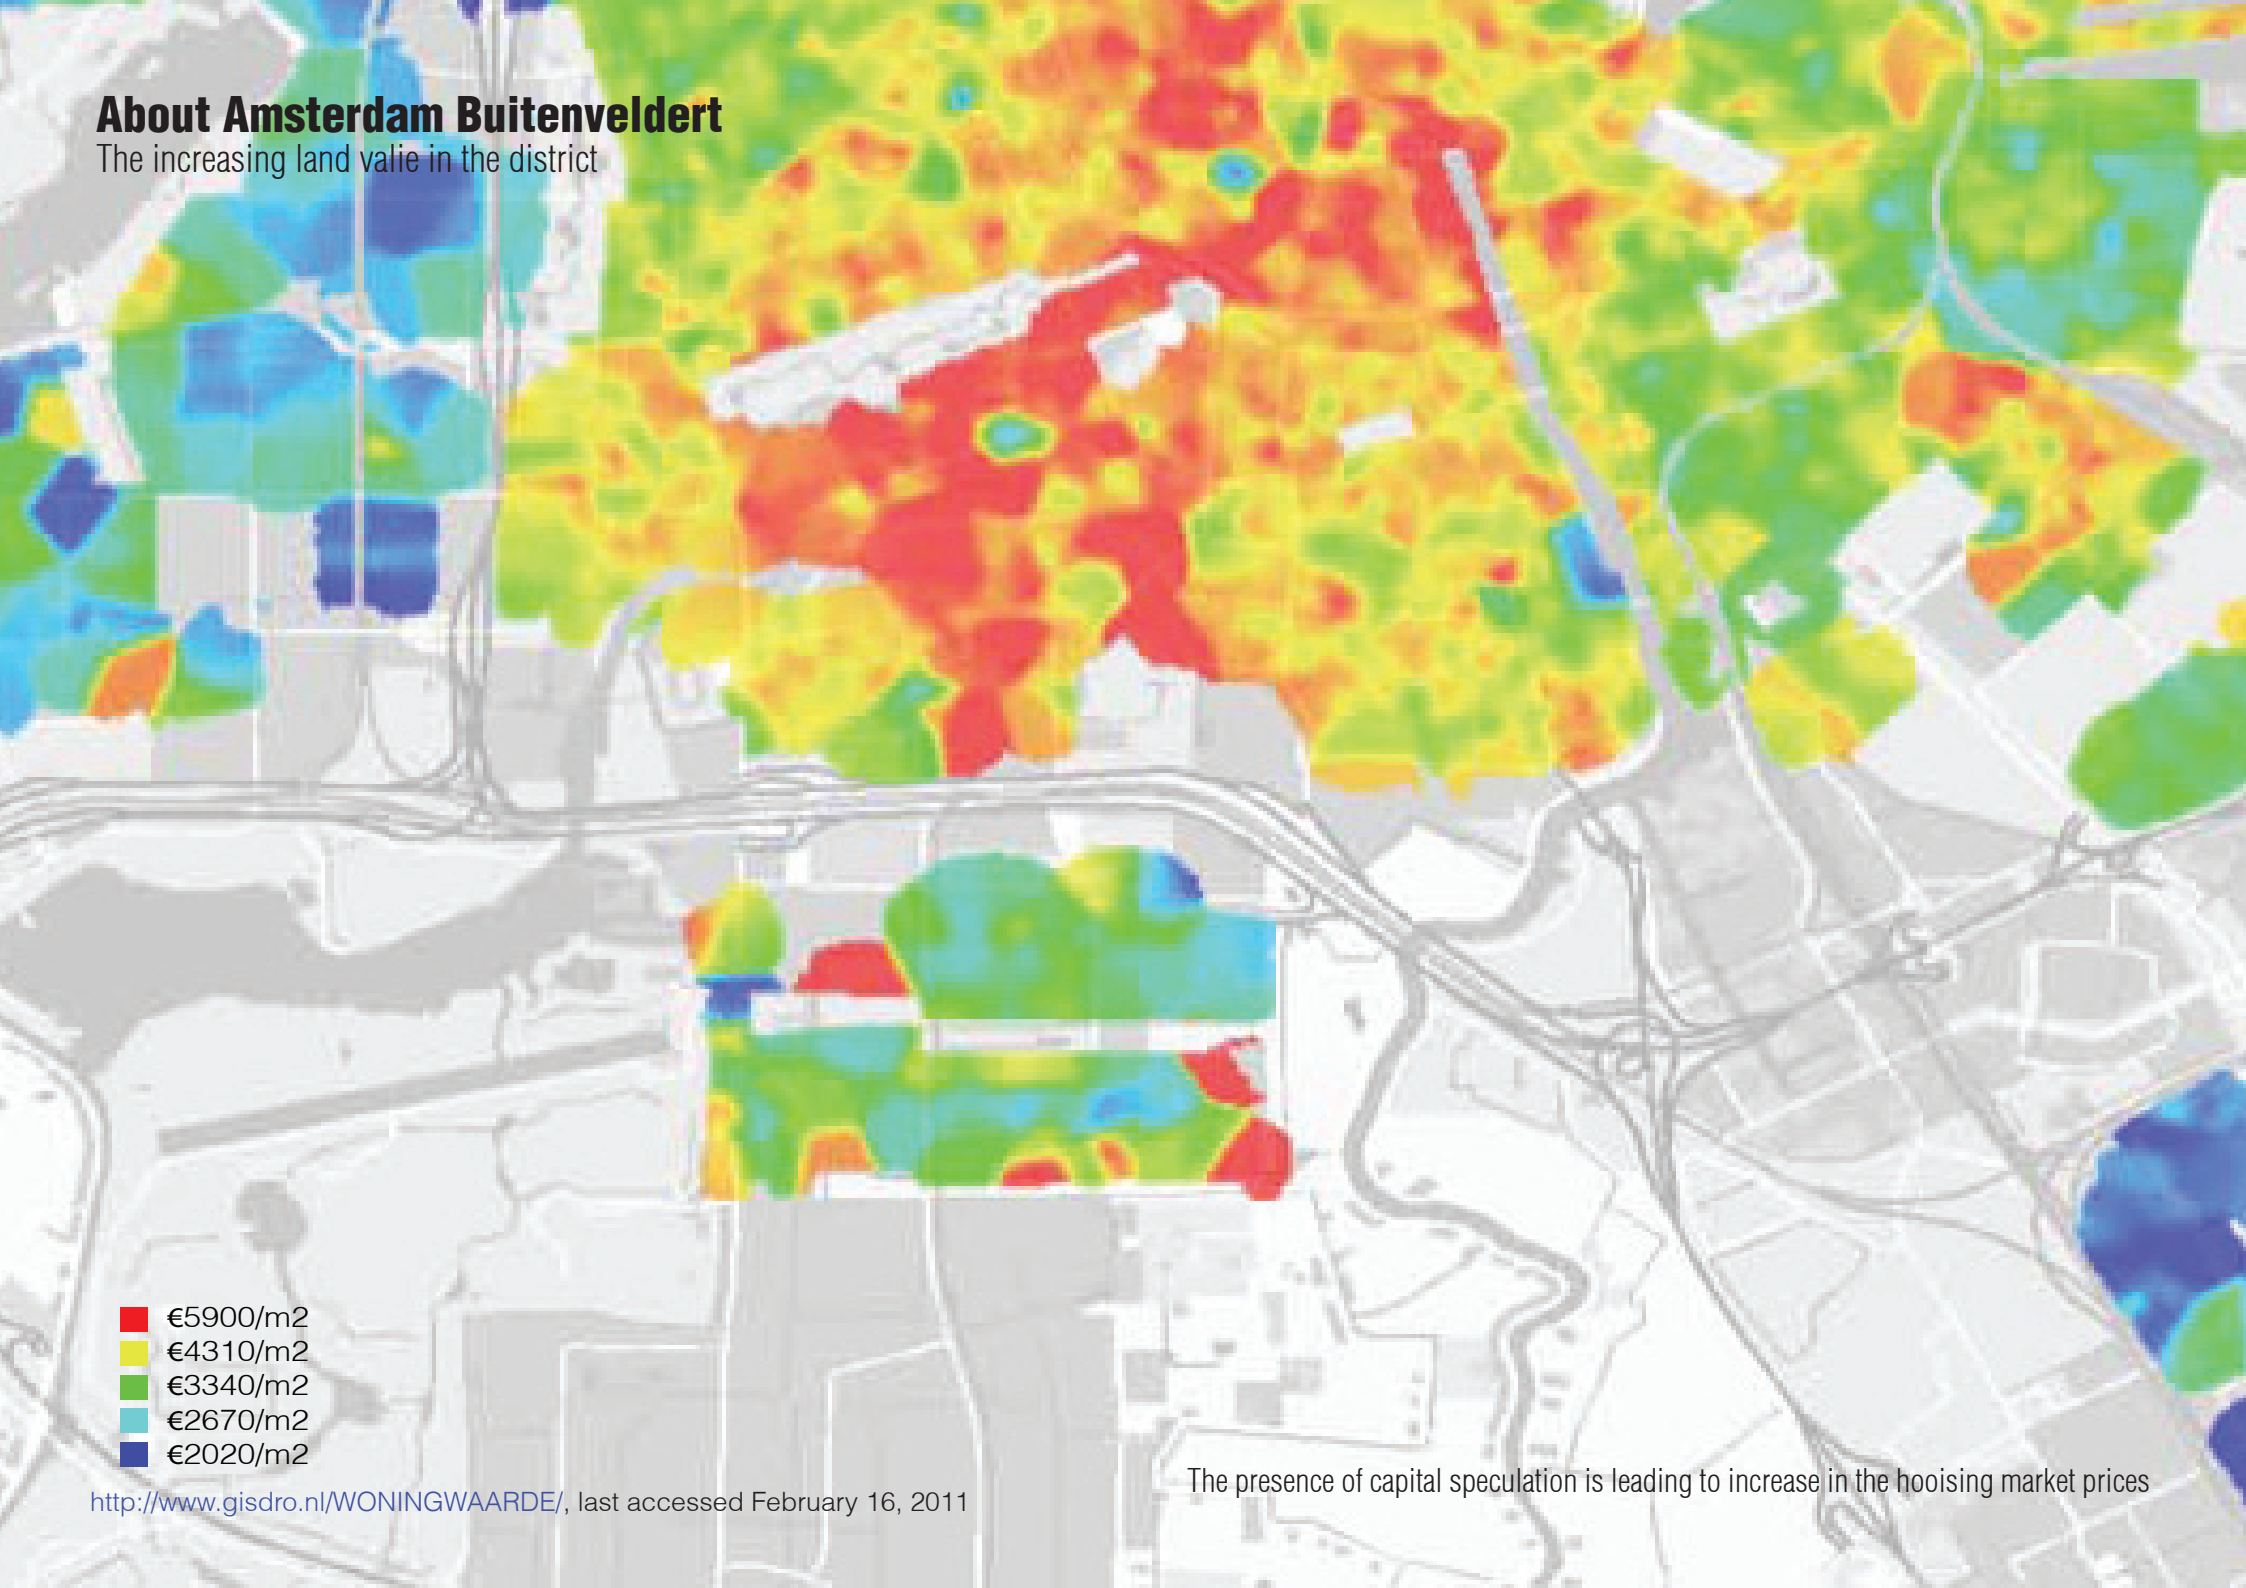 About Amsterdam Buitenveldert
The increasing land valie in the district
€5900/m2
€4310/m2
€3340/m2
€2670/m2
€2020/m2
http://www.gisdro.nl/WONINGWAARDE/, last accessed February 16, 2011
The presence of capital speculation is leading to increase in the hooising market prices